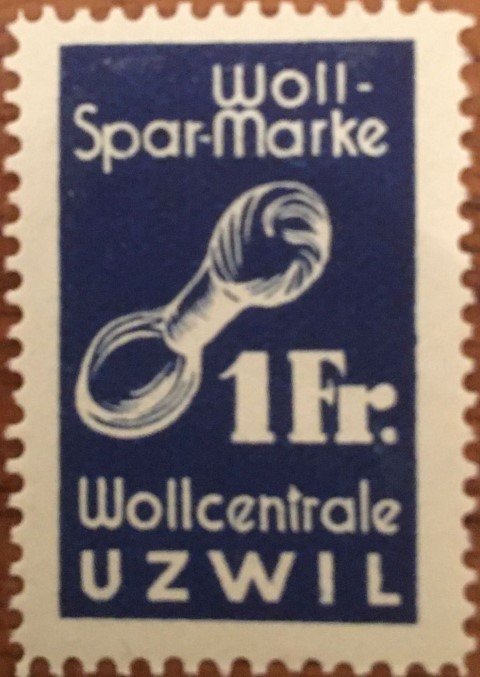 Woll-
Spar-Marke
1 Fr.
Wollcentrale
UZWIL